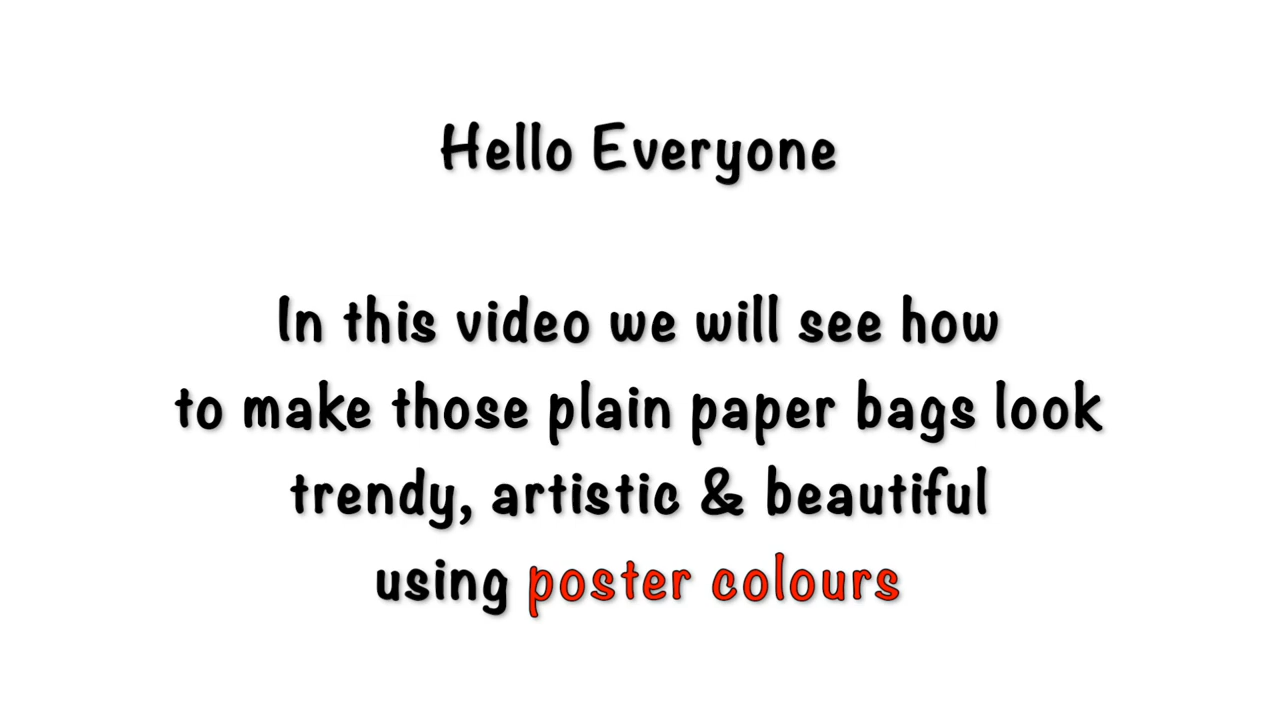 Hello Everyone
In this video we will see how
to make those plain paper bags look
trendy, artistic & beautiful
using poster colours